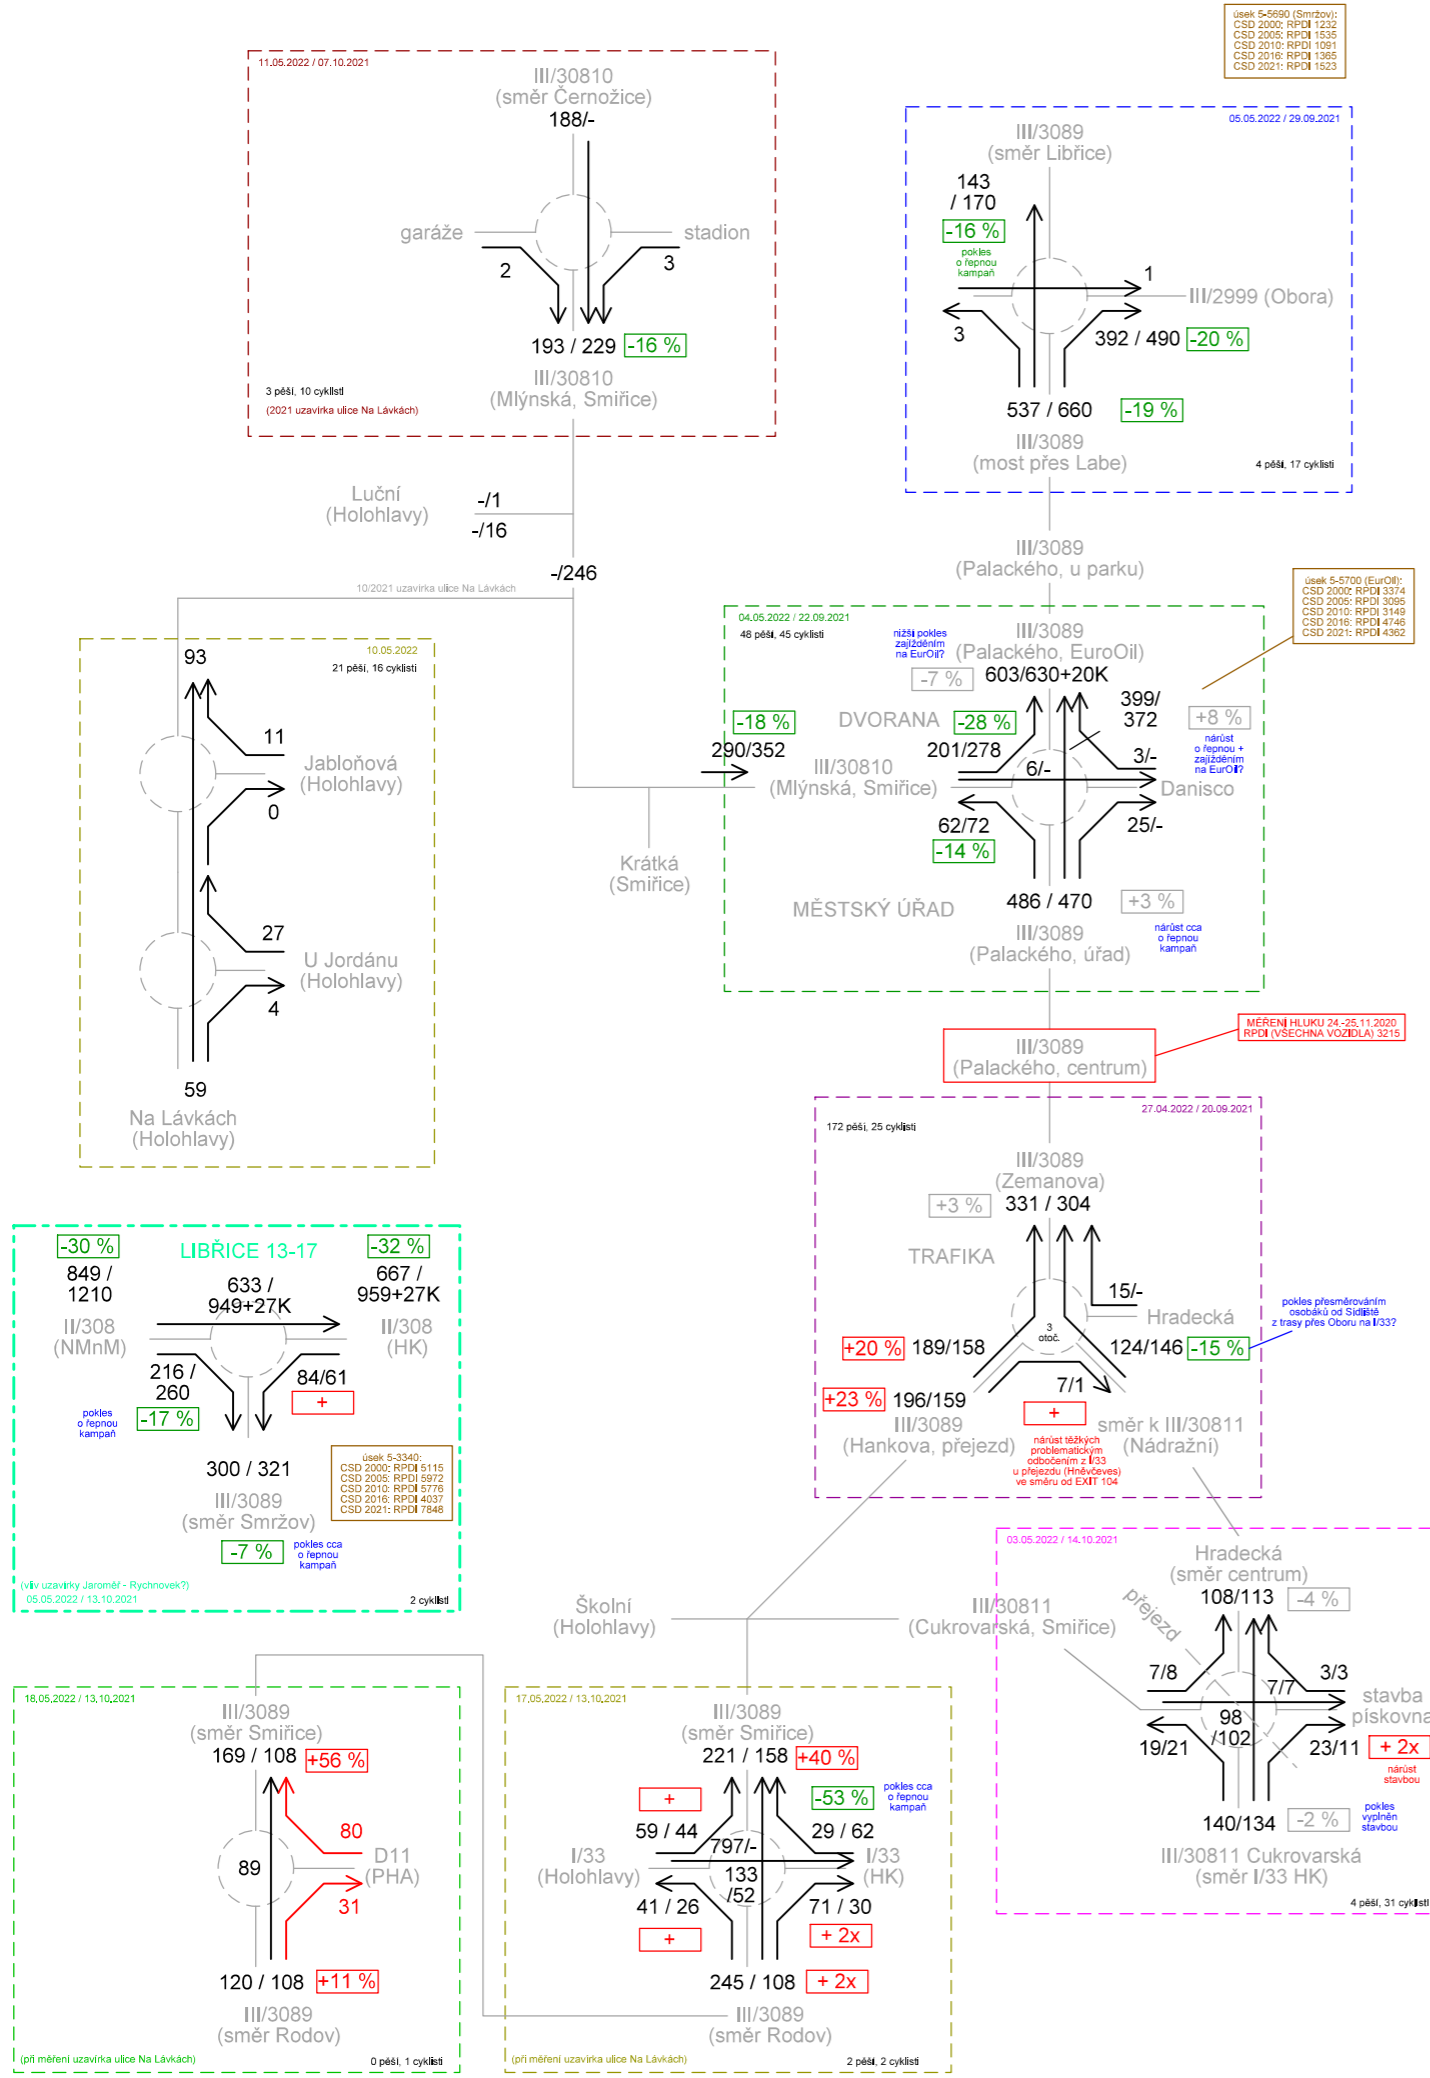 úsek 5-5690 (Smržov):
CSD 2000: RPDI 1232
CSD 2005: RPDI 1535
CSD 2010: RPDI 1091
CSD 2016: RPDI 1365
CSD 2021: RPDI 1523
11.05.2022 / 07.10.2021
III/30810
(směr Černožice)
188/-
garáže
stadion
2
3
193 / 229
-16 %
III/30810
(Mlýnská, Smiřice)
3 pěší, 10 cyklistí
(2021 uzavírka ulice Na Lávkách)
05.05.2022 / 29.09.2021
III/3089
(směr Libřice)
143
/ 170
-16 %
pokles
o řepnou
kampaň
1
III/2999 (Obora)
3
392 / 490
-20 %
537 / 660
-19 %
III/3089
(most přes Labe)
4 pěší, 17 cyklistí
Luční
(Holohlavy)
-/1
-/16
-/246
10/2021 uzavírka ulice Na Lávkách
III/3089
(Palackého, u parku)
úsek 5-5700 (EurOil):
CSD 2000: RPDI 3374
CSD 2005: RPDI 3095
CSD 2010: RPDI 3149
CSD 2016: RPDI 4746
CSD 2021: RPDI 4362
10.05.2022
21 pěší, 16 cyklistí
93
11
Jabloňová
(Holohlavy)
0
27
U Jordánu
(Holohlavy)
4
59
Na Lávkách
(Holohlavy)
04.05.2022 / 22.09.2021
48 pěší, 45 cyklistí
nižší pokles
zajížděním
na EurOil?
III/3089
(Palackého, EuroOil)
-7 %
603/630+20K
399/
372
+8 %
nárůst
o řepnou +
zajížděním
na EurOil?
-18 %
290/352
DVORANA
-28 %
201/278
III/30810
(Mlýnská, Smiřice)
6/-
3/-
Danisco
62/72
-14 %
25/-
Krátká
(Smiřice)
MĚSTSKÝ ÚŘAD
486 / 470
+3 %
nárůst cca
o řepnou
kampaň
III/3089
(Palackého, úřad)
III/3089
(Palackého, centrum)
MĚŘENÍ HLUKU 24.-25.11.2020
RPDI (VŠECHNA VOZIDLA) 3215
27.04.2022 / 20.09.2021
172 pěší, 25 cyklistí
III/3089
(Zemanova)
+3 %
331 / 304
TRAFIKA
15/-
Hradecká
3
otoč.
+20 %
189/158
124/146
-15 %
pokles přesměrováním
osobáků od Sídliště
z trasy přes Oboru na I/33?
+23 %
196/159
7/1
+
III/3089
(Hankova, přejezd)
směr k III/30811
(Nádražní)
nárůst těžkých
problematickým
odbočením z I/33
u přejezdu (Hněvčeves)
ve směru od EXIT 104
-30 %
LIBŘICE 13-17
-32 %
849 /
1210
633 /
949+27K
667 /
959+27K
II/308
(NMnM)
II/308
(HK)
216 /
260
84/61
+
pokles
o řepnou
kampaň
-17 %
300 / 321
III/3089
(směr Smržov)
úsek 5-3340:
CSD 2000: RPDI 5115
CSD 2005: RPDI 5972
CSD 2010: RPDI 5776
CSD 2016: RPDI 4037
CSD 2021: RPDI 7848
-7 %
pokles cca
o řepnou
kampaň
(vliv uzavírky Jaroměř - Rychnovek?)
05.05.2022 / 13.10.2021
2 cyklistí
Školní
(Holohlavy)
III/30811
(Cukrovarská, Smiřice)
03.05.2022 / 14.10.2021
Hradecká
(směr centrum)
108/113
-4 %
přejezd
7/8
7/7
3/3
stavba
pískovna
98
/102
19/21
23/11
+ 2x
nárůst
stavbou
140/134
-2 %
pokles
vyplněn
stavbou
III/30811 Cukrovarská
(směr I/33 HK)
4 pěší, 31 cyklistí
18.05.2022 / 13.10.2021
III/3089
(směr Smiřice)
169 / 108
+56 %
80
89
D11
(PHA)
31
120 / 108
+11 %
III/3089
(směr Rodov)
(při měření uzavírka ulice Na Lávkách)
0 pěší, 1 cyklistí
17.05.2022 / 13.10.2021
III/3089
(směr Smiřice)
221 / 158
+40 %
+
-53 %
pokles cca
o řepnou
kampaň
59 / 44
797/-
29 / 62
I/33
(Holohlavy)
133
/52
I/33
(HK)
41 / 26
71 / 30
+
+ 2x
245 / 108
+ 2x
III/3089
(směr Rodov)
(při měření uzavírka ulice Na Lávkách)
2 pěší, 2 cyklistí